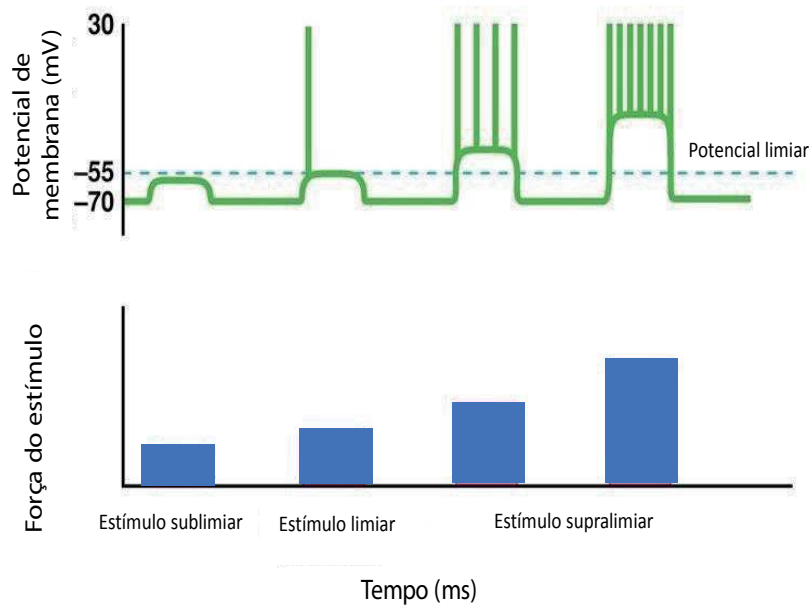 30
Potencial de
membrana (mV)
–55
–70
Potencial limiar
Força do estímulo
Estímulo sublimiar
Estímulo limiar
Estímulo supralimiar
Tempo (ms)